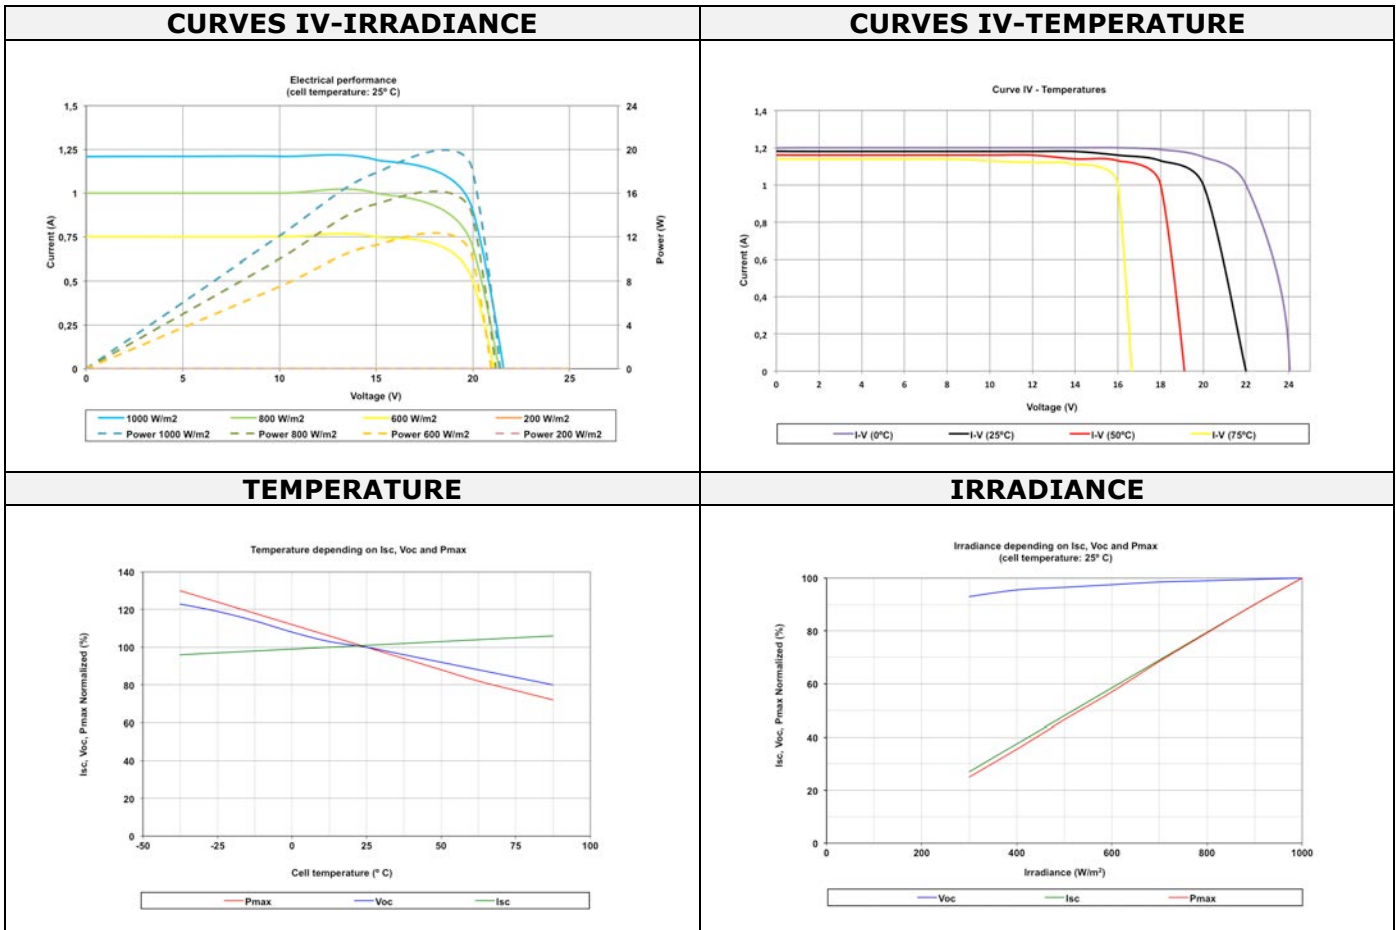 CURVES IV-IRRADIANCE
Electrical performance
(cell temperature: 25º C)
1,5
1,25
1
0,75
0,5
0,25
0
24
20
16
12
8
4
0
0 5 10 15 20 25
Current (A)
Power (W)
Voltage (V)
1000 W/m2 800 W/m2 600 W/m2 200 W/m2
Power 1000 W/m2 Power 800 W/m2 Power 600 W/m2 Power 200 W/m2
CURVES IV-TEMPERATURE
Curve IV - Temperatures
1,4
1,2
1
0,8
0,6
0,4
0,2
0
0 2 4 6 8 10 12 14 16 18 20 22 24
Current (A)
Voltage (V)
I-V (0ºC) I-V (25ºC) I-V (50ºC) I-V (75ºC)
TEMPERATURE
Temperature depending on Isc, Voc and Pmax
140
120
100
80
60
40
20
0
-50 -25 0 25 50 75 100
Isc, Voc, Pmax Normalized (%)
Cell temperature (º C)
Pmax Voc Isc
IRRADIANCE
Irradiance depending on Isc, Voc and Pmax
(cell temperature: 25º C)
100
80
60
40
20
0
0 200 400 600 800 1000
Isc, Voc, Pmax Normalized (%)
Irradiance (W/m²)
Voc Isc Pmax